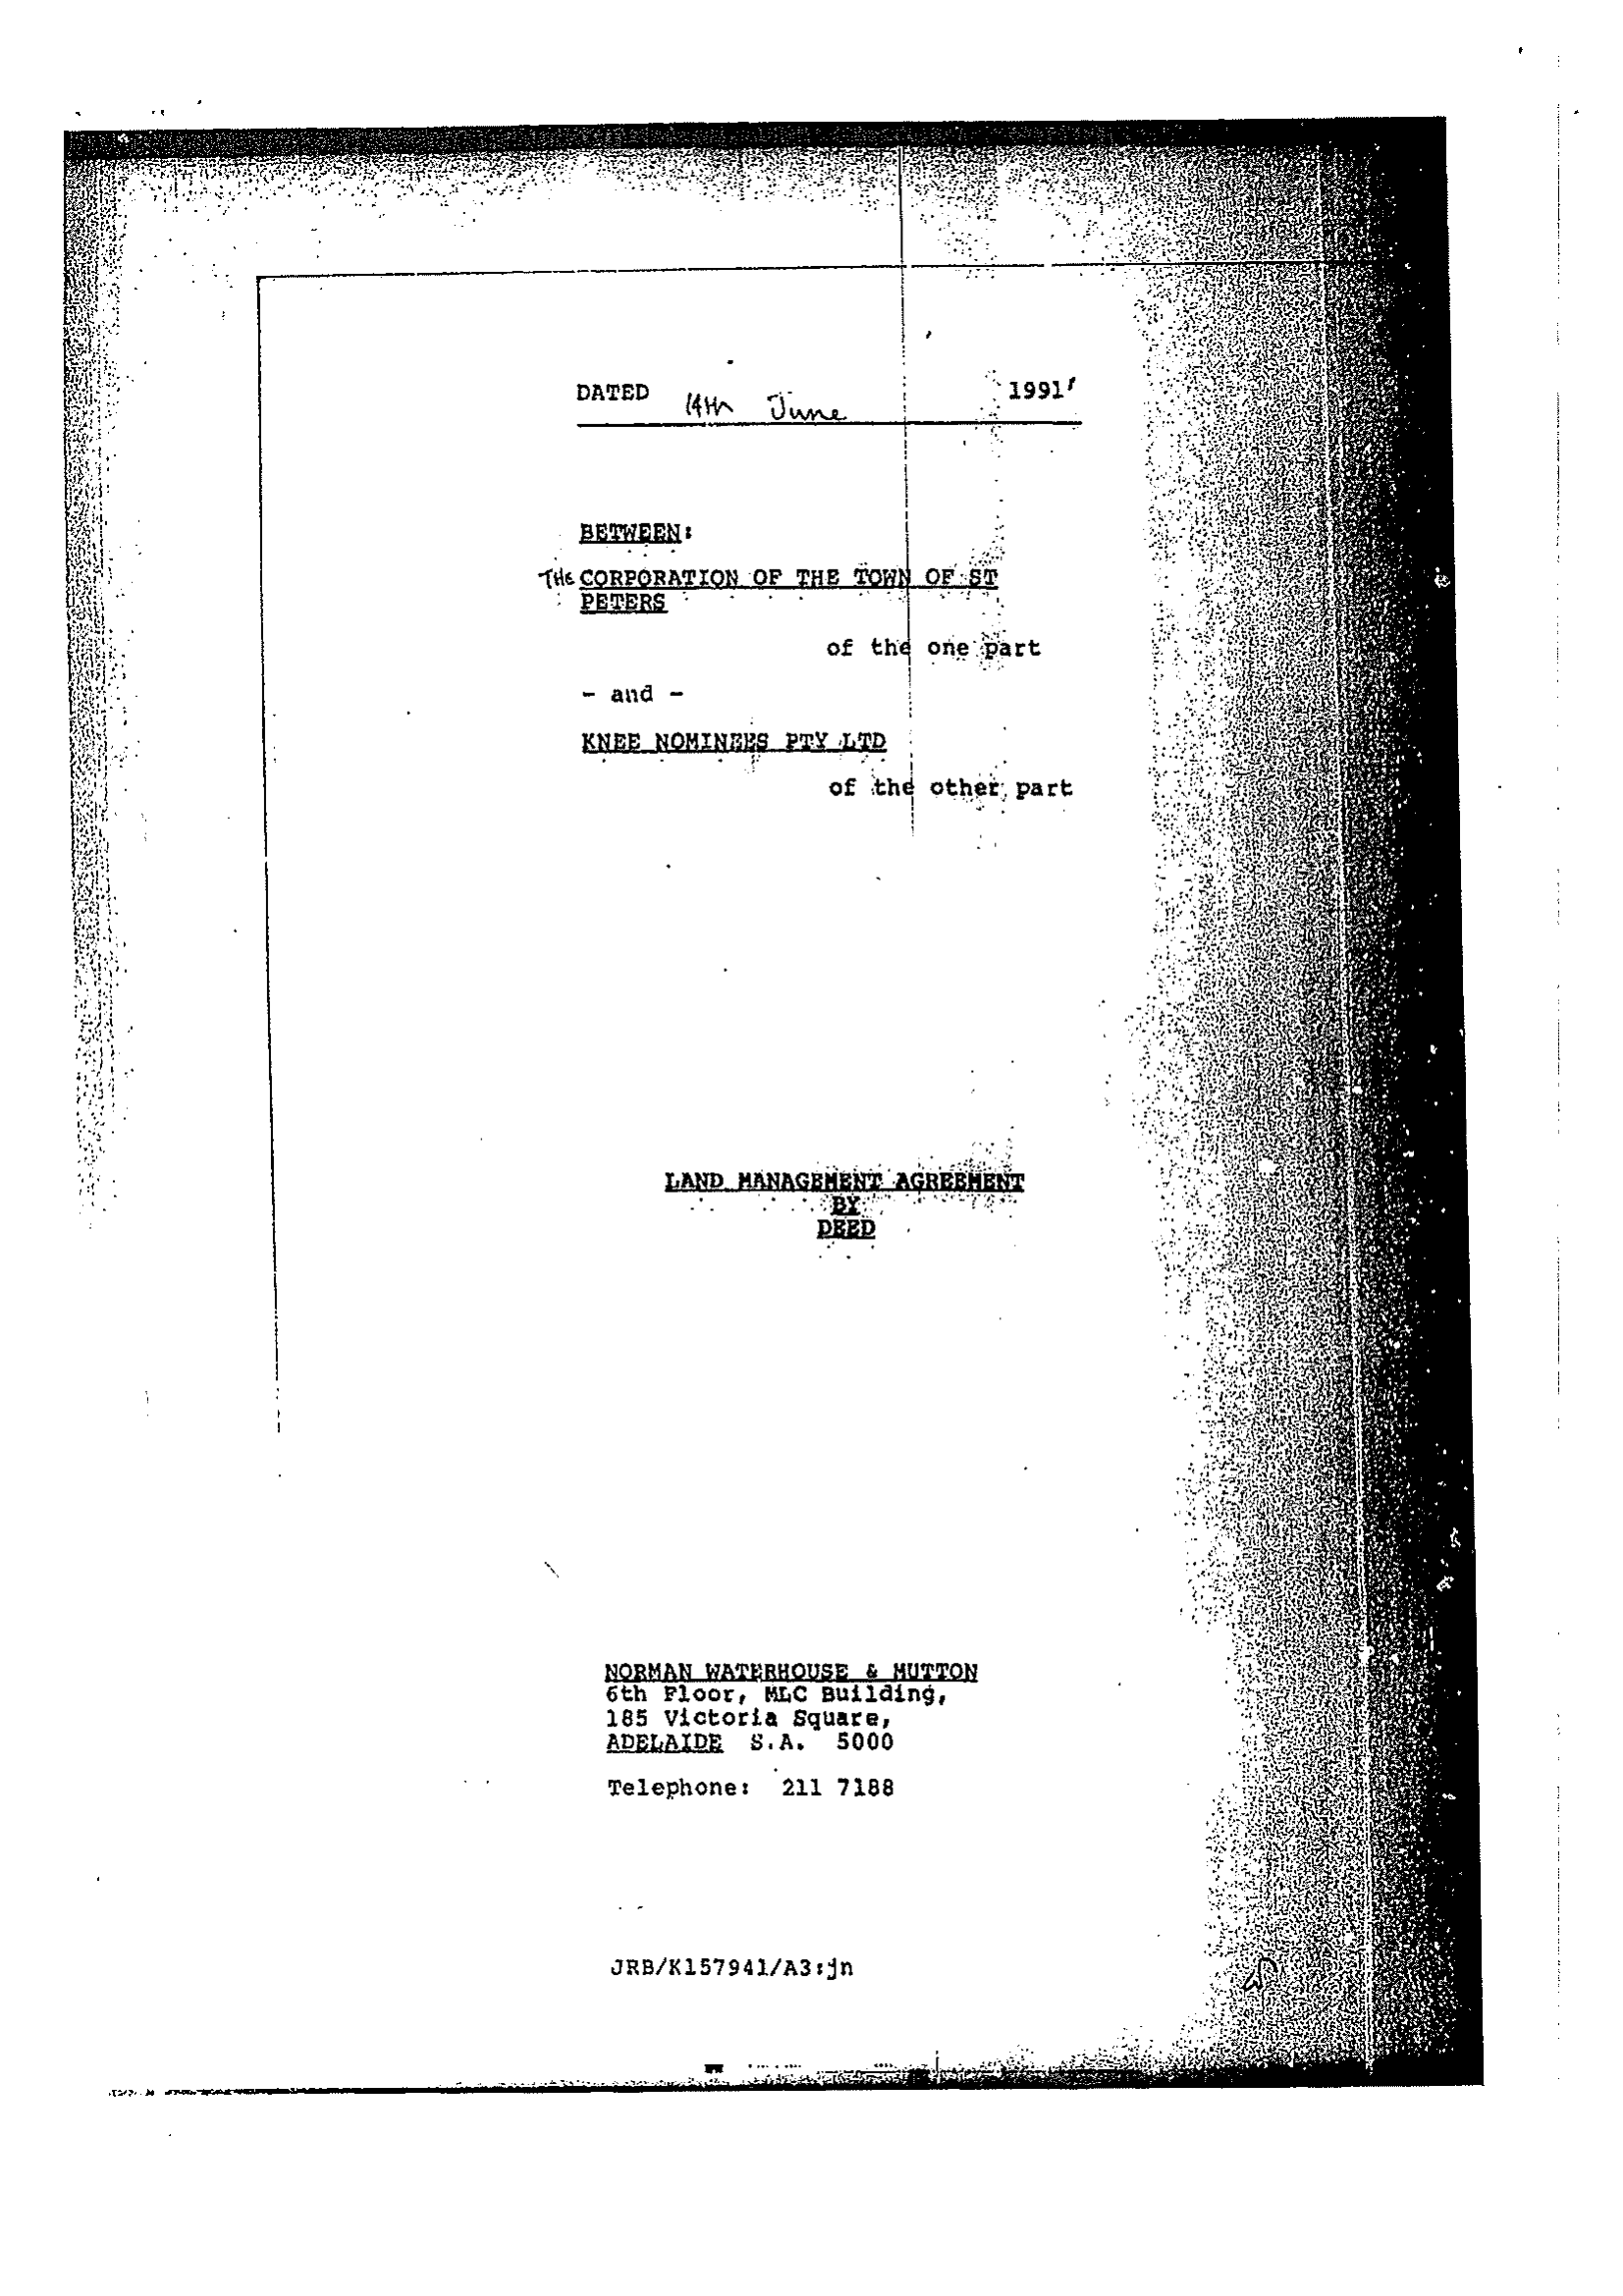 DATED 14th June 1991
BETWEEN:
THE CORPORATION OF THE TOWN OF ST
PETERS
of the one part
- and -
KNEE NOMINEES PTY LTD
of the other part
LAND MANAGEMENT AGREEMENT
BY
DEED
NORMAN WATERHOUSE & MUTTON
6th Floor, MLC Building,
185 Victoria Square,
ADELAIDE S.A. 5000
Telephone: 211 7188
JRB/K157941/A3:jn